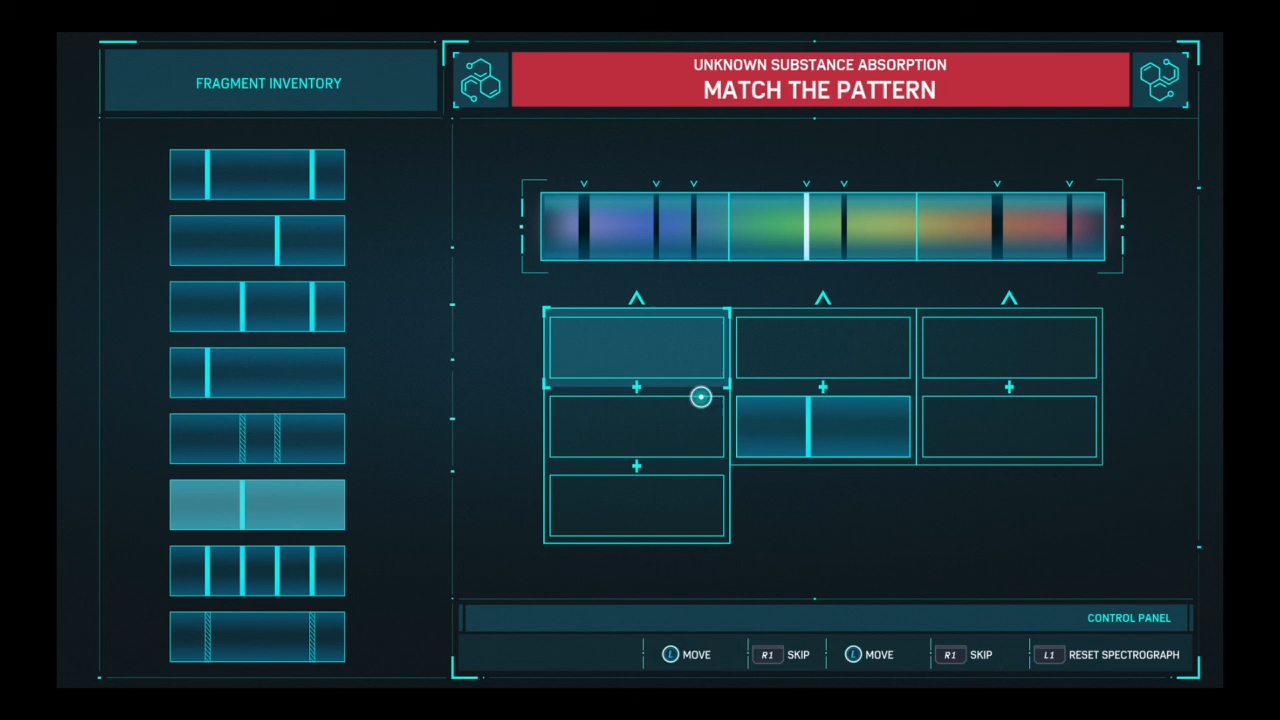 FRAGMENT INVENTORY
UNKNOWN SUBSTANCE ABSORPTION
MATCH THE PATTERN
CONTROL PANEL
L MOVE
R1 SKIP
L MOVE
R1 SKIP
L1 RESET SPECTROGRAPH